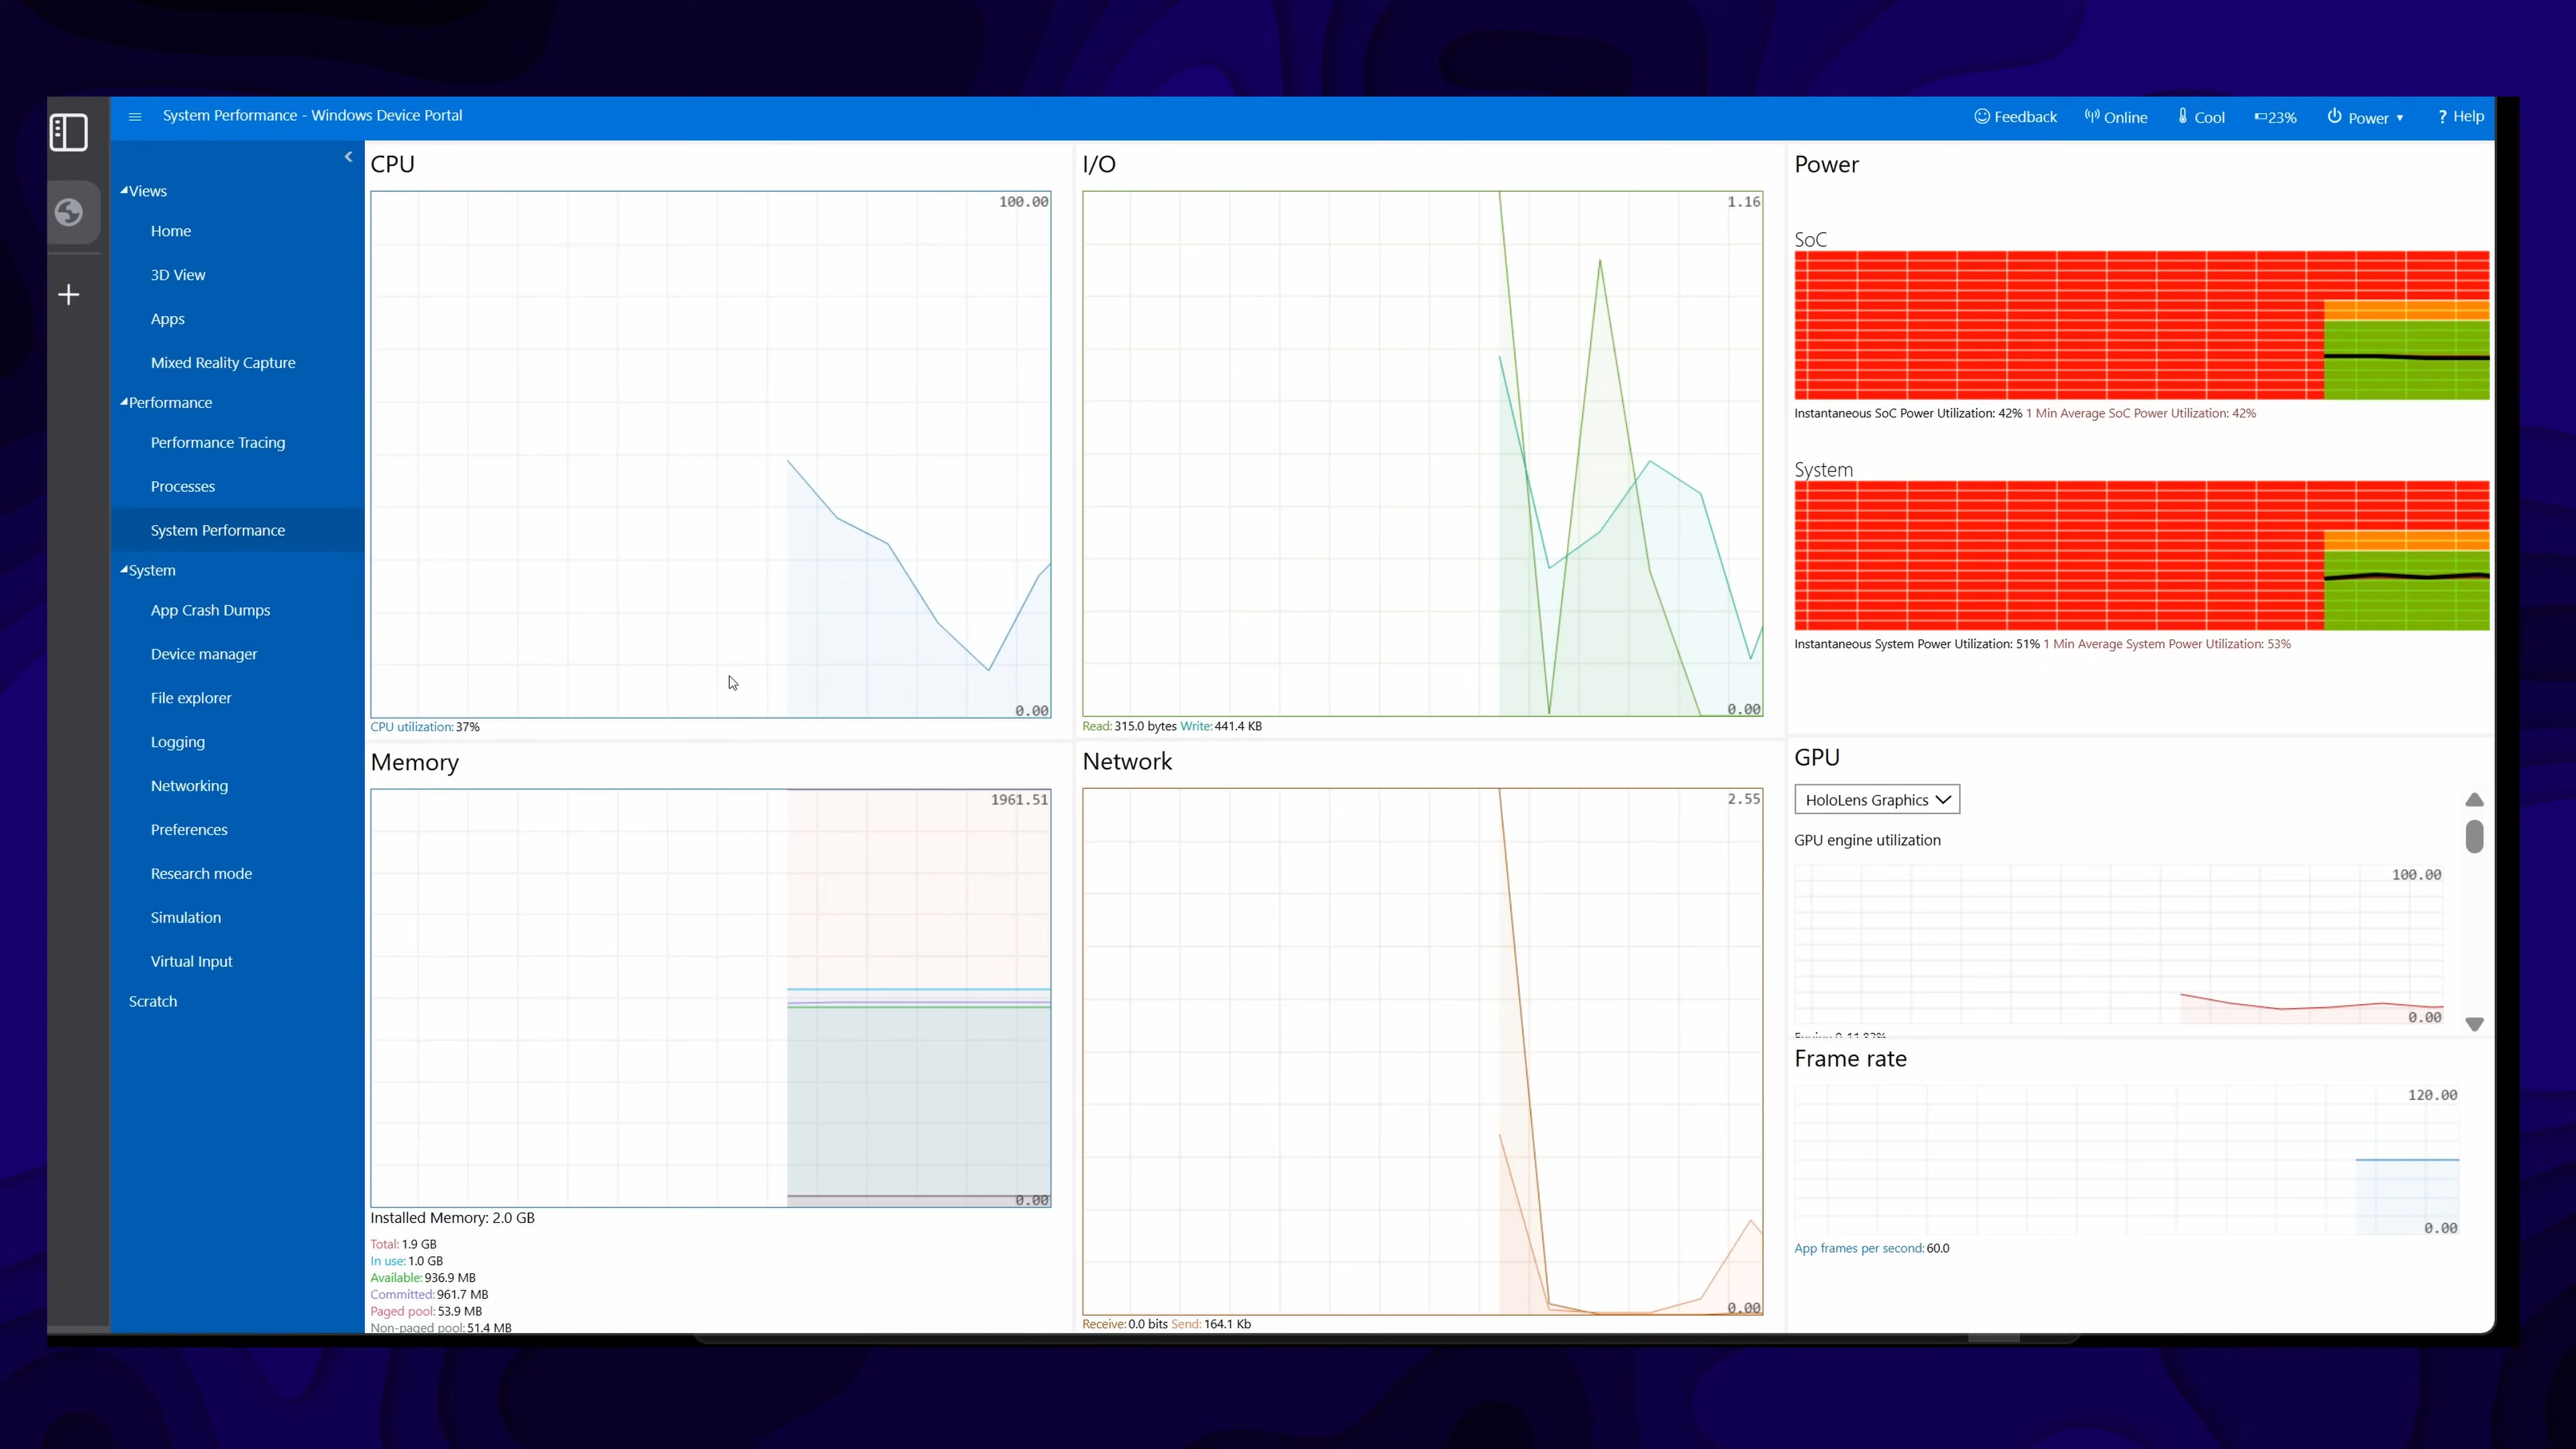 System Performance - Windows Device Portal
Feedback
Online
Cool
23%
Power
? Help
Views
Home
3D View
Apps
Mixed Reality Capture
Performance
Performance Tracing
Processes
System Performance
System
App Crash Dumps
Device manager
File explorer
Logging
Networking
Preferences
Research mode
Simulation
Virtual Input
Scratch
CPU
100.00
0.00
CPU utilization: 37%
I/O
1.16
0.00
Read: 315.0 bytes Write: 441.4 KB
Power
SoC
Instantaneous SoC Power Utilization: 42% 1 Min Average SoC Power Utilization: 42%
System
Instantaneous System Power Utilization: 51% 1 Min Average System Power Utilization: 53%
Memory
1961.51
0.00
Installed Memory: 2.0 GB
Total: 1.9 GB
In use: 1.0 GB
Available: 936.9 MB
Committed: 961.7 MB
Paged pool: 53.9 MB
Non-paged pool: 51.4 MB
Network
2.55
0.00
Receive: 0.0 bits Send: 164.1 Kb
GPU
HoloLens Graphics
GPU engine utilization
100.00
0.00
Frame rate
120.00
0.00
App frames per second: 60.0